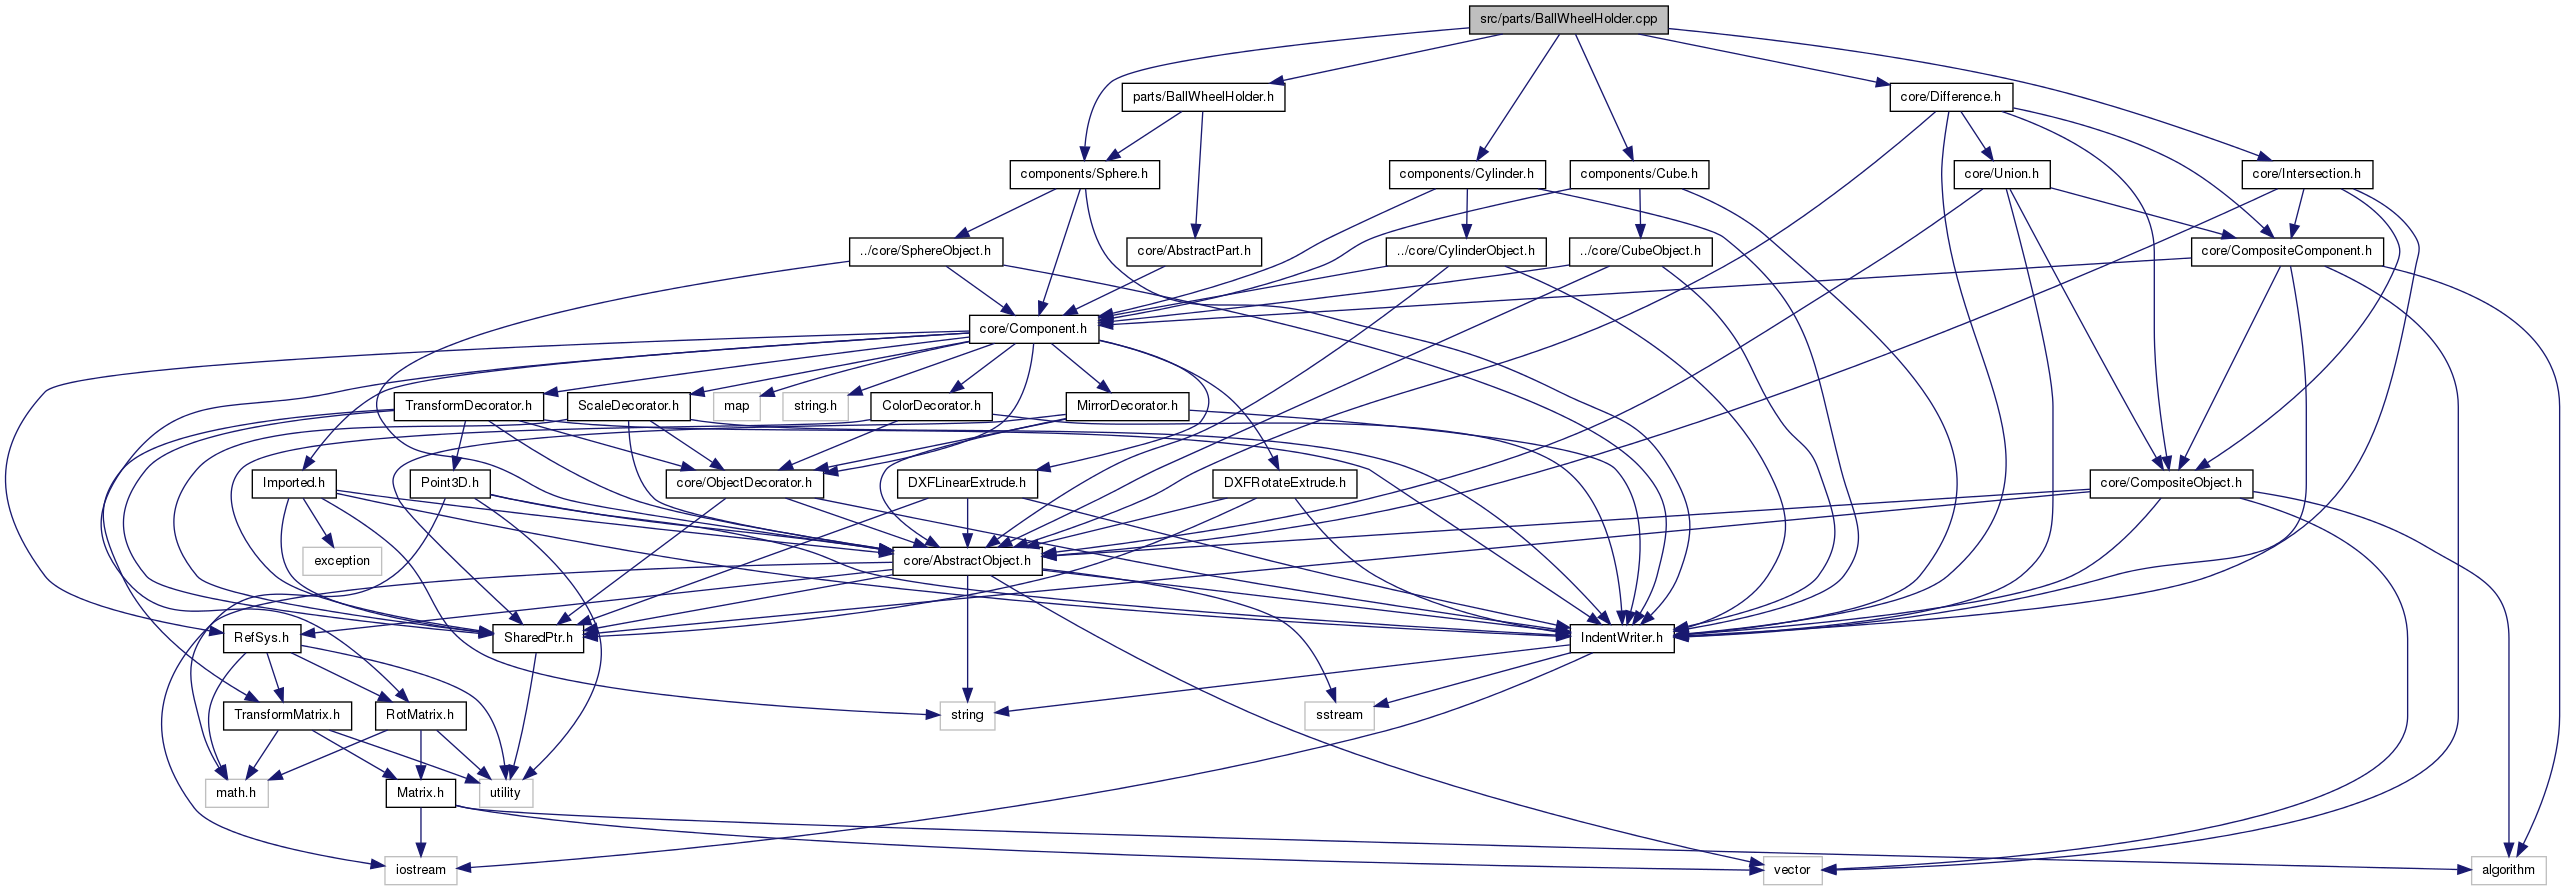 src/parts/BallWheelHolder.cpp
parts/BallWheelHolder.h
core/Difference.h
components/Sphere.h
components/Cylinder.h
components/Cube.h
core/Union.h
core/Intersection.h
../core/SphereObject.h
core/AbstractPart.h
../core/CylinderObject.h
../core/CubeObject.h
core/CompositeComponent.h
core/Component.h
TransformDecorator.h
ScaleDecorator.h
map
string.h
ColorDecorator.h
MirrorDecorator.h
Imported.h
Point3D.h
core/ObjectDecorator.h
DXFLinearExtrude.h
DXFRotateExtrude.h
core/CompositeObject.h
exception
core/AbstractObject.h
RefSys.h
SharedPtr.h
IndentWriter.h
TransformMatrix.h
RotMatrix.h
string
sstream
math.h
Matrix.h
utility
iostream
vector
algorithm